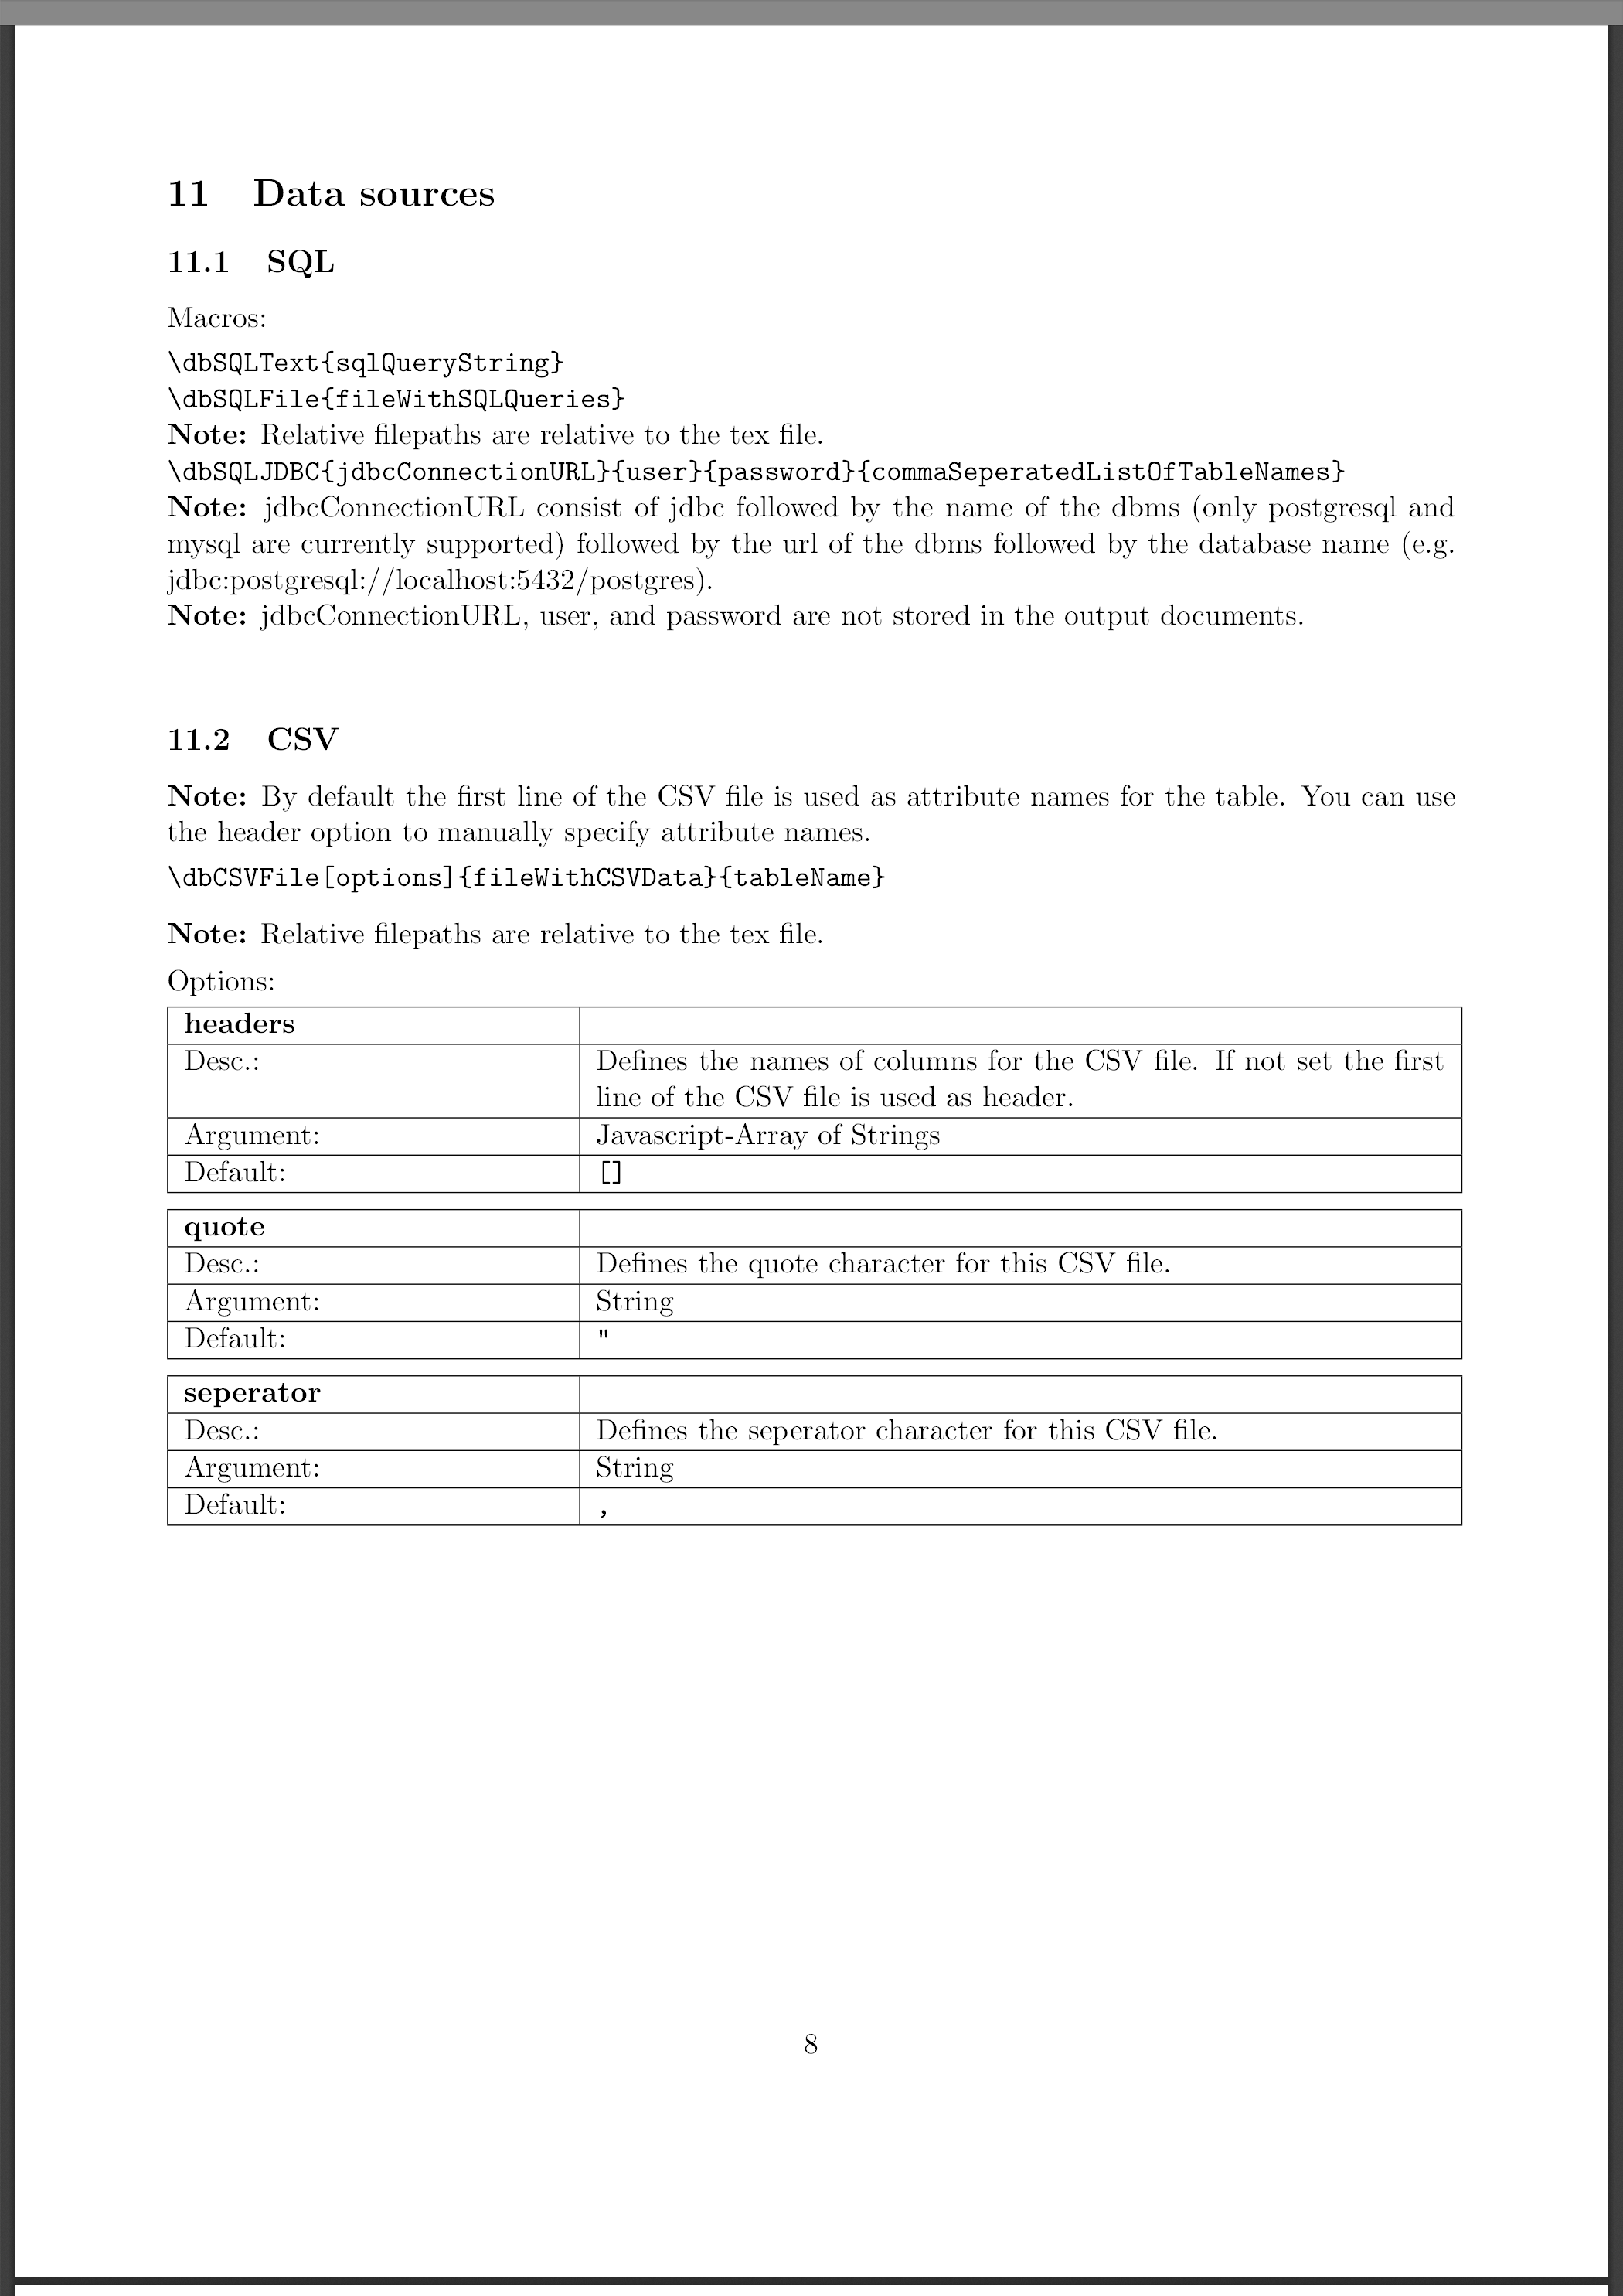 11 Data sources
11.1 SQL
Macros:
\dbSQLText{sqlQueryString}
\dbSQLFile{fileWithSQLQueries}
Note: Relative filepaths are relative to the tex file.
\dbSQLJDBC{jdbcConnectionURL}{user}{password}{commaSeperatedListOfTableNames}
Note: jdbcConnectionURL consist of jdbc followed by the name of the dbms (only postgresql and
mysql are currently supported) followed by the url of the dbms followed by the database name (e.g.
jdbc:postgresql://localhost:5432/postgres).
Note: jdbcConnectionURL, user, and password are not stored in the output documents.
11.2 CSV
Note: By default the first line of the CSV file is used as attribute names for the table. You can use
the header option to manually specify attribute names.
\dbCSVFile[options]{fileWithCSVData}{tableName}
Note: Relative filepaths are relative to the tex file.
Options:
headers
Desc.: Defines the names of columns for the CSV file. If not set the first
line of the CSV file is used as header.
Argument: Javascript-Array of Strings
Default: []
quote
Desc.: Defines the quote character for this CSV file.
Argument: String
Default: "
seperator
Desc.: Defines the seperator character for this CSV file.
Argument: String
Default: ,
8